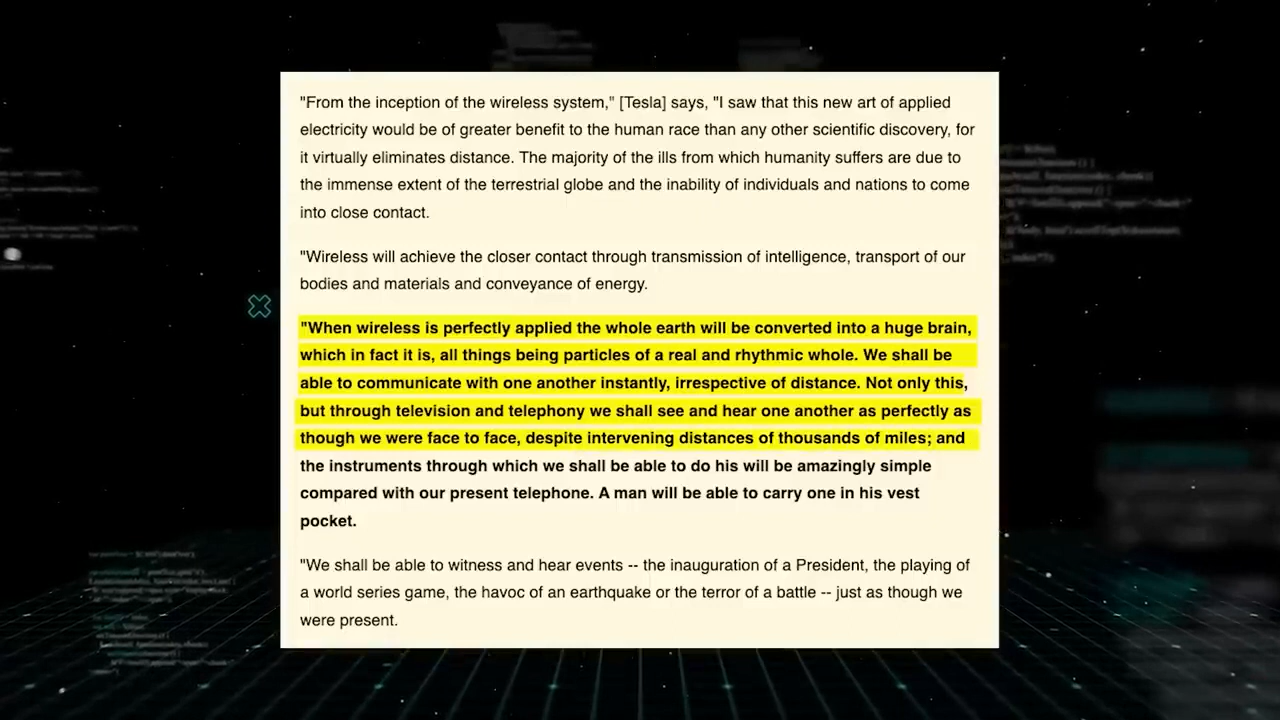 "From the inception of the wireless system," [Tesla] says, "I saw that this new art of applied
electricity would be of greater benefit to the human race than any other scientific discovery, for
it virtually eliminates distance. The majority of the ills from which humanity suffers are due to
the immense extent of the terrestrial globe and the inability of individuals and nations to come
into close contact.
"Wireless will achieve the closer contact through transmission of intelligence, transport of our
bodies and materials and conveyance of energy.
"When wireless is perfectly applied the whole earth will be converted into a huge brain,
which in fact it is, all things being particles of a real and rhythmic whole. We shall be
able to communicate with one another instantly, irrespective of distance. Not only this,
but through television and telephony we shall see and hear one another as perfectly as
though we were face to face, despite intervening distances of thousands of miles; and
the instruments through which we shall be able to do his will be amazingly simple
compared with our present telephone. A man will be able to carry one in his vest
pocket.
"We shall be able to witness and hear events -- the inauguration of a President, the playing of
a world series game, the havoc of an earthquake or the terror of a battle -- just as though we
were present.